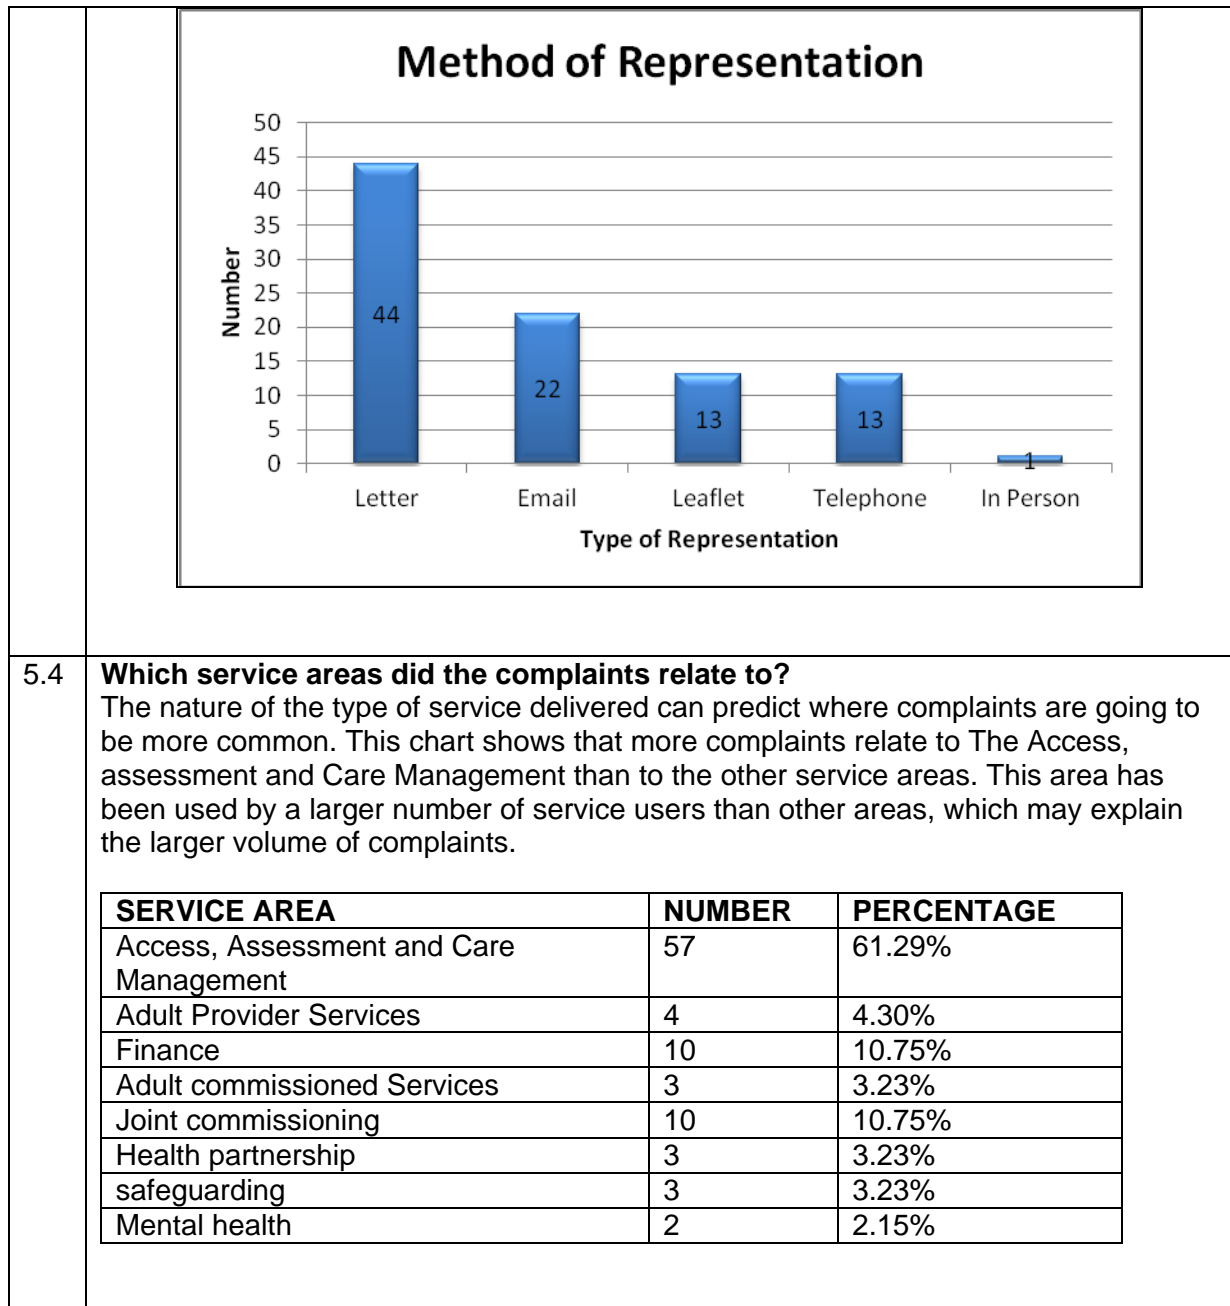 Method of Representation
50
45
40
35
30
25
20
15
10
5
0
Number
44
22
13
13
1
Letter
Email
Leaflet
Telephone
In Person
Type of Representation
5.4
Which service areas did the complaints relate to?
The nature of the type of service delivered can predict where complaints are going to
be more common. This chart shows that more complaints relate to The Access,
assessment and Care Management than to the other service areas. This area has
been used by a larger number of service users than other areas, which may explain
the larger volume of complaints.
SERVICE AREA NUMBER PERCENTAGE
Access, Assessment and Care 57 61.29%
Management
Adult Provider Services 4 4.30%
Finance 10 10.75%
Adult commissioned Services 3 3.23%
Joint commissioning 10 10.75%
Health partnership 3 3.23%
safeguarding 3 3.23%
Mental health 2 2.15%